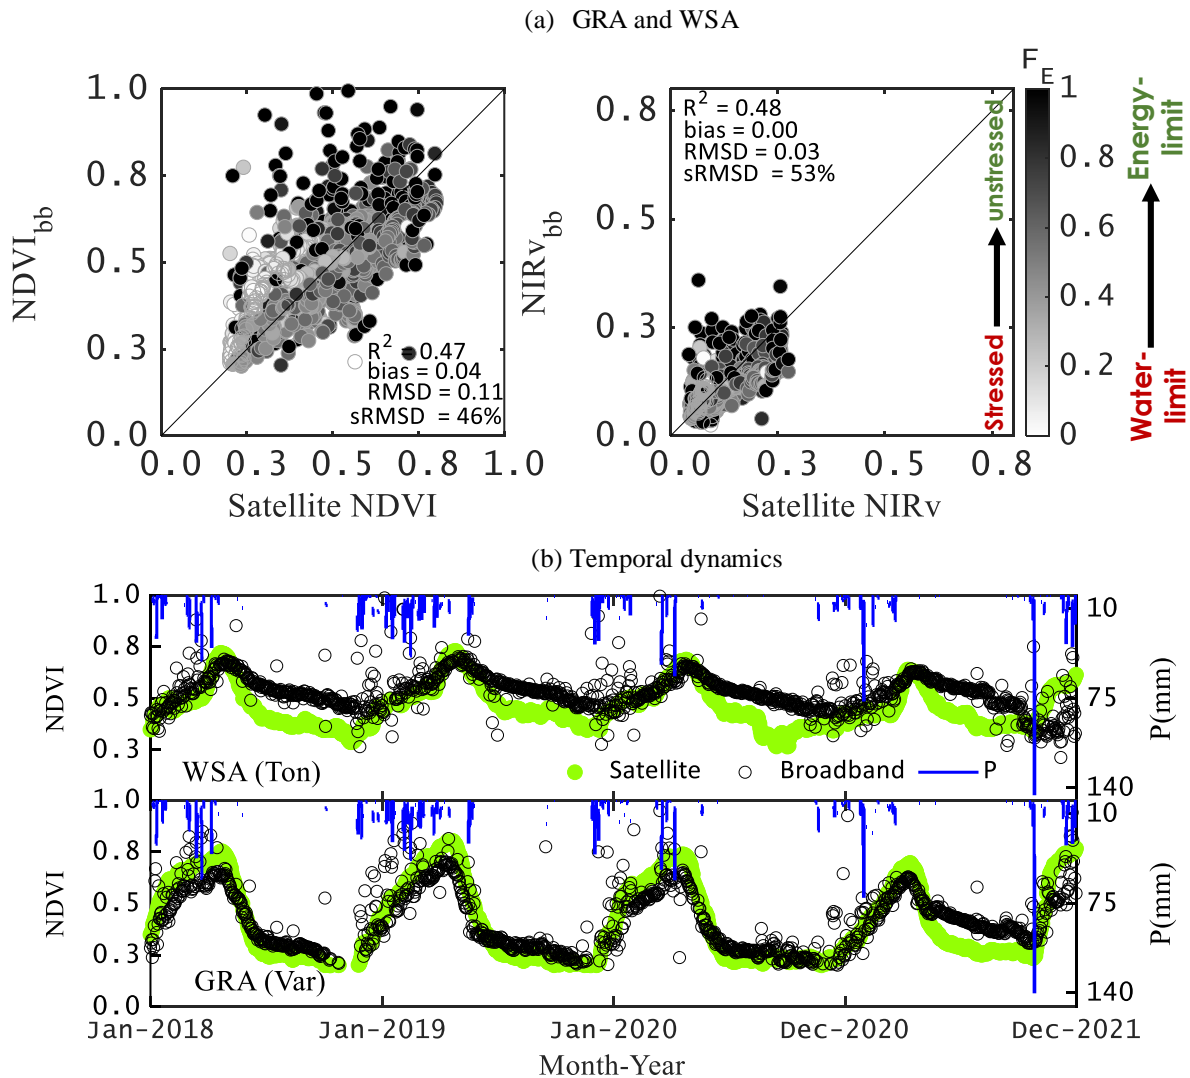 (a) GRA and WSA
NDVIbb
1.0
0.8
0.5
0.3
0.0
R2 = 0.47
bias = 0.04
RMSD = 0.11
sRMSD = 46%
0.0 0.3 0.5 0.8 1.0
Satellite NDVI
NIRvbb
0.8
0.5
0.3
0.0
R2 = 0.48
bias = 0.00
RMSD = 0.03
sRMSD = 53%
0.0 0.3 0.5 0.8
Satellite NIRv
Stressed unstressed
FE
1
0.8
0.6
0.4
0.2
0
Energy-
limit
Water-
limit
(b) Temporal dynamics
NDVI
1.0
0.8
0.5
0.3
WSA (Ton)
Satellite Broadband P
10
75
140
P(mm)
NDVI
1.0
0.8
0.5
0.3
0.0
GRA (Var)
10
75
140
P(mm)
Jan-2018 Jan-2019 Jan-2020 Dec-2020 Dec-2021
Month-Year